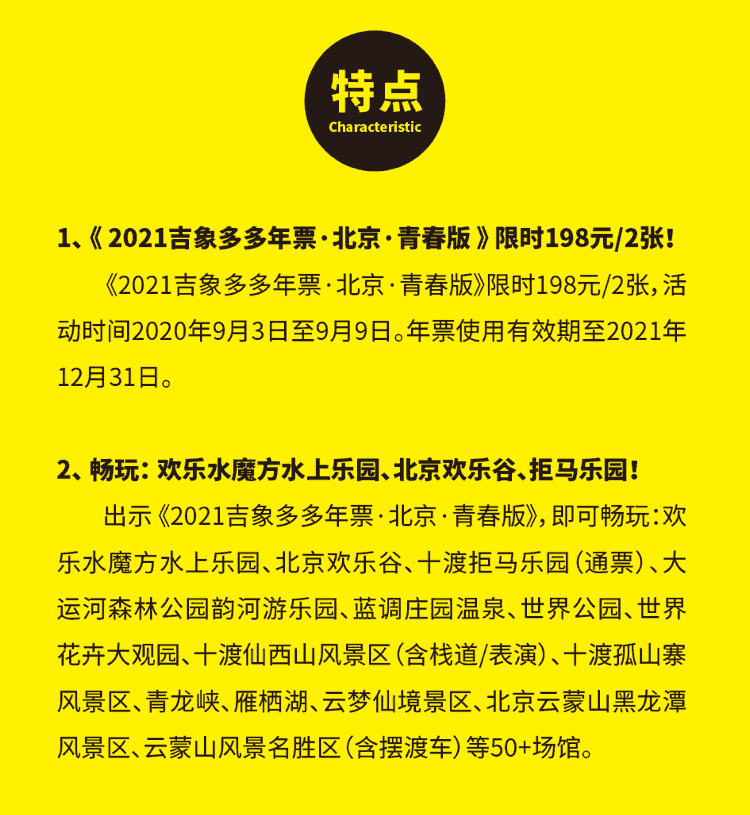 特点
Characteristic
1、《 2021吉象多多年票·北京·青春版 》限时198元/2张！
《2021吉象多多年票·北京·青春版》限时198元/2张，活
动时间2020年9月3日至9月9日。年票使用有效期至2021年
12月31日。
2、畅玩：欢乐水魔方水上乐园、北京欢乐谷、拒马乐园！
出示《2021吉象多多年票·北京·青春版》，即可畅玩：欢
乐水魔方水上乐园、北京欢乐谷、十渡拒马乐园（通票）、大
运河森林公园韵河游乐园、蓝调庄园温泉、世界公园、世界
花卉大观园、十渡仙西山风景区（含栈道/表演）、十渡孤山寨
风景区、青龙峡、雁栖湖、云梦仙境景区、北京云蒙山黑龙潭
风景区、云蒙山风景名胜区（含摆渡车）等50+场馆。